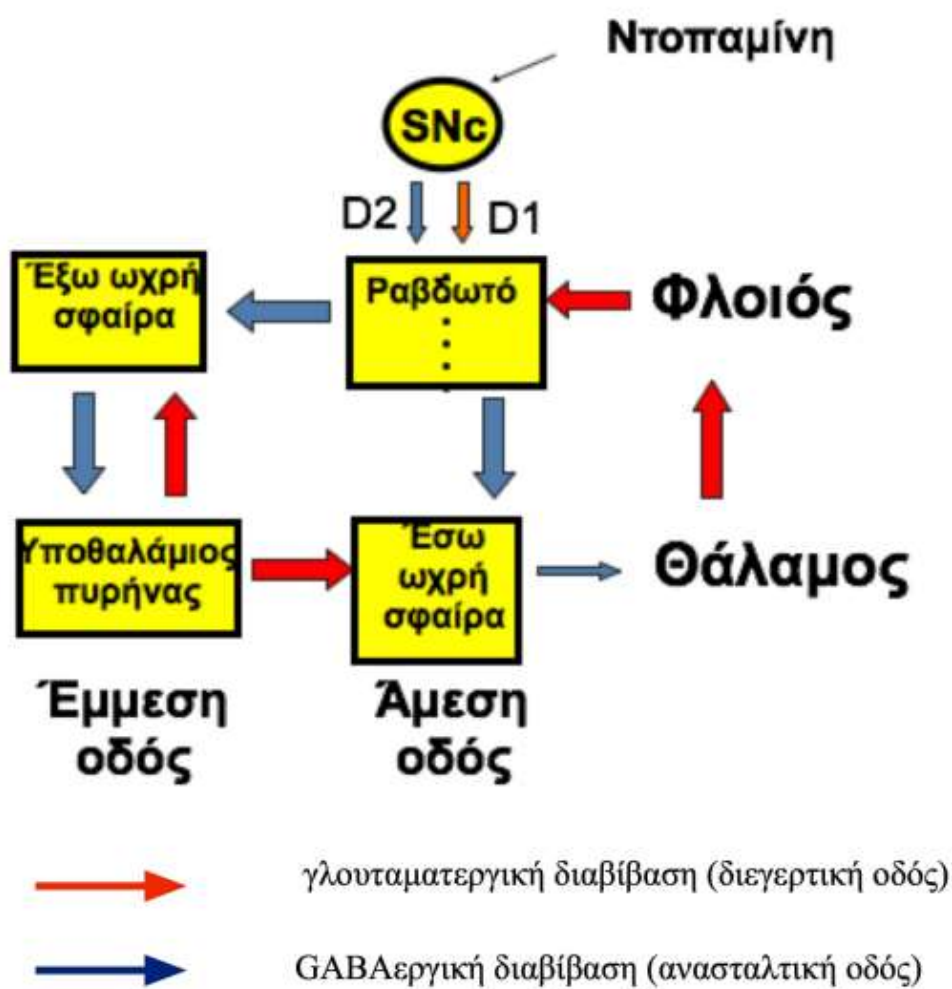 Ντοπαμίνη
SNc
D2
D1
Έξω ωχρή
σφαίρα
Ραβδωτό
Φλοιός
Υποθαλάμιος
πυρήνας
Έσω
ωχρή
σφαίρα
Θάλαμος
Έμμεση
οδός
Άμεση
οδός
γλουταματεργική διαβίβαση (διεγερτική οδός)
GABAεργική διαβίβαση (ανασταλτική οδός)